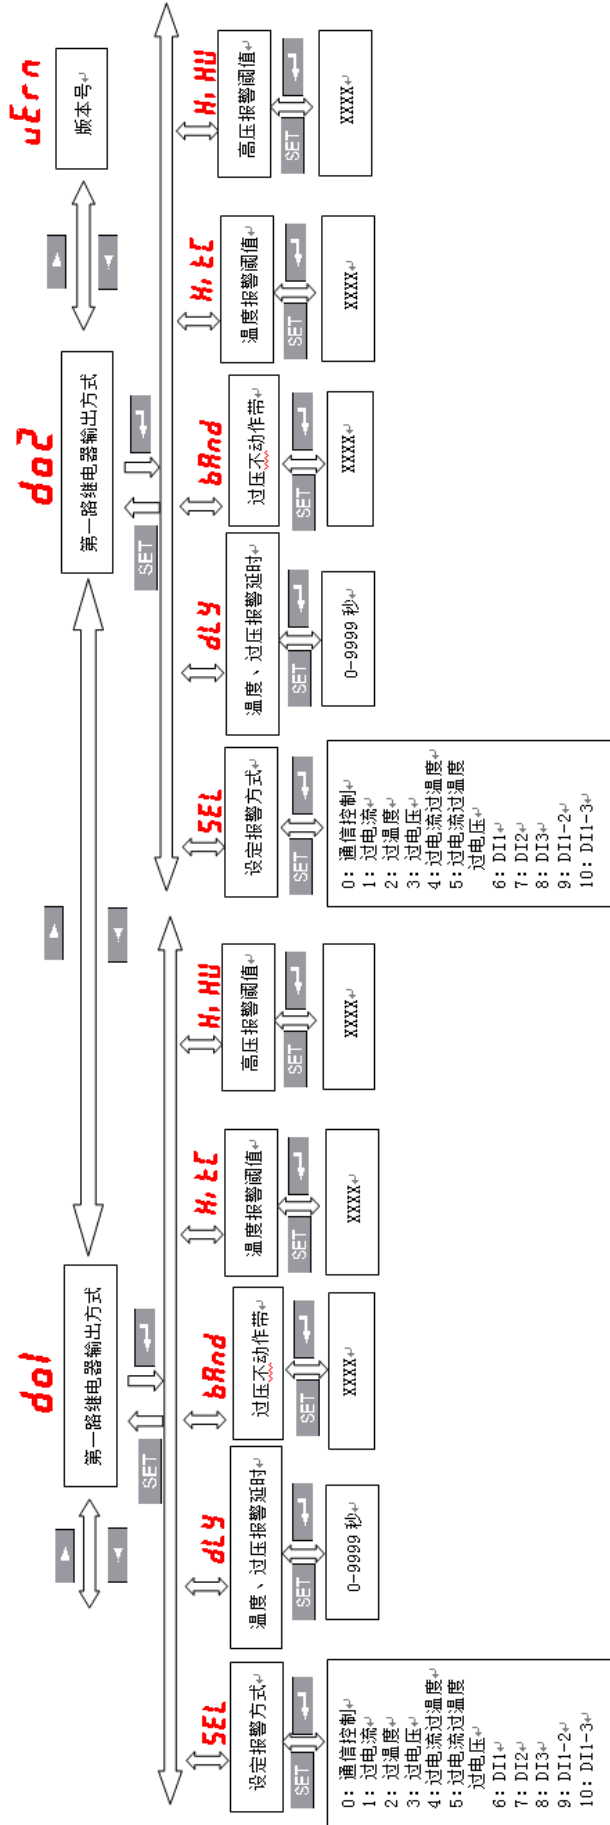 do1
第一路继电器输出方式
SET
SEL
设定报警方式
SET
0: 通信控制
1: 过电流
2: 过温度
3: 过电压
4: 过电流过温度
5: 过电流过温度
过电压
6: DI1
7: DI2
8: DI3
9: DI1-2
10: DI1-3
dLY
温度、过压报警延时
SET
0-9999 秒
bAnd
过压不动作带
SET
XXXX
Hi tC
温度报警阈值
SET
XXXX
Hi HU
高压报警阈值
SET
XXXX
do2
第一路继电器输出方式
SET
SEL
设定报警方式
SET
0: 通信控制
1: 过电流
2: 过温度
3: 过电压
4: 过电流过温度
5: 过电流过温度
过电压
6: DI1
7: DI2
8: DI3
9: DI1-2
10: DI1-3
dLY
温度、过压报警延时
SET
0-9999 秒
bAnd
过压不动作带
SET
XXXX
Hi tC
温度报警阈值
SET
XXXX
Hi HU
高压报警阈值
SET
XXXX
vErn
版本号